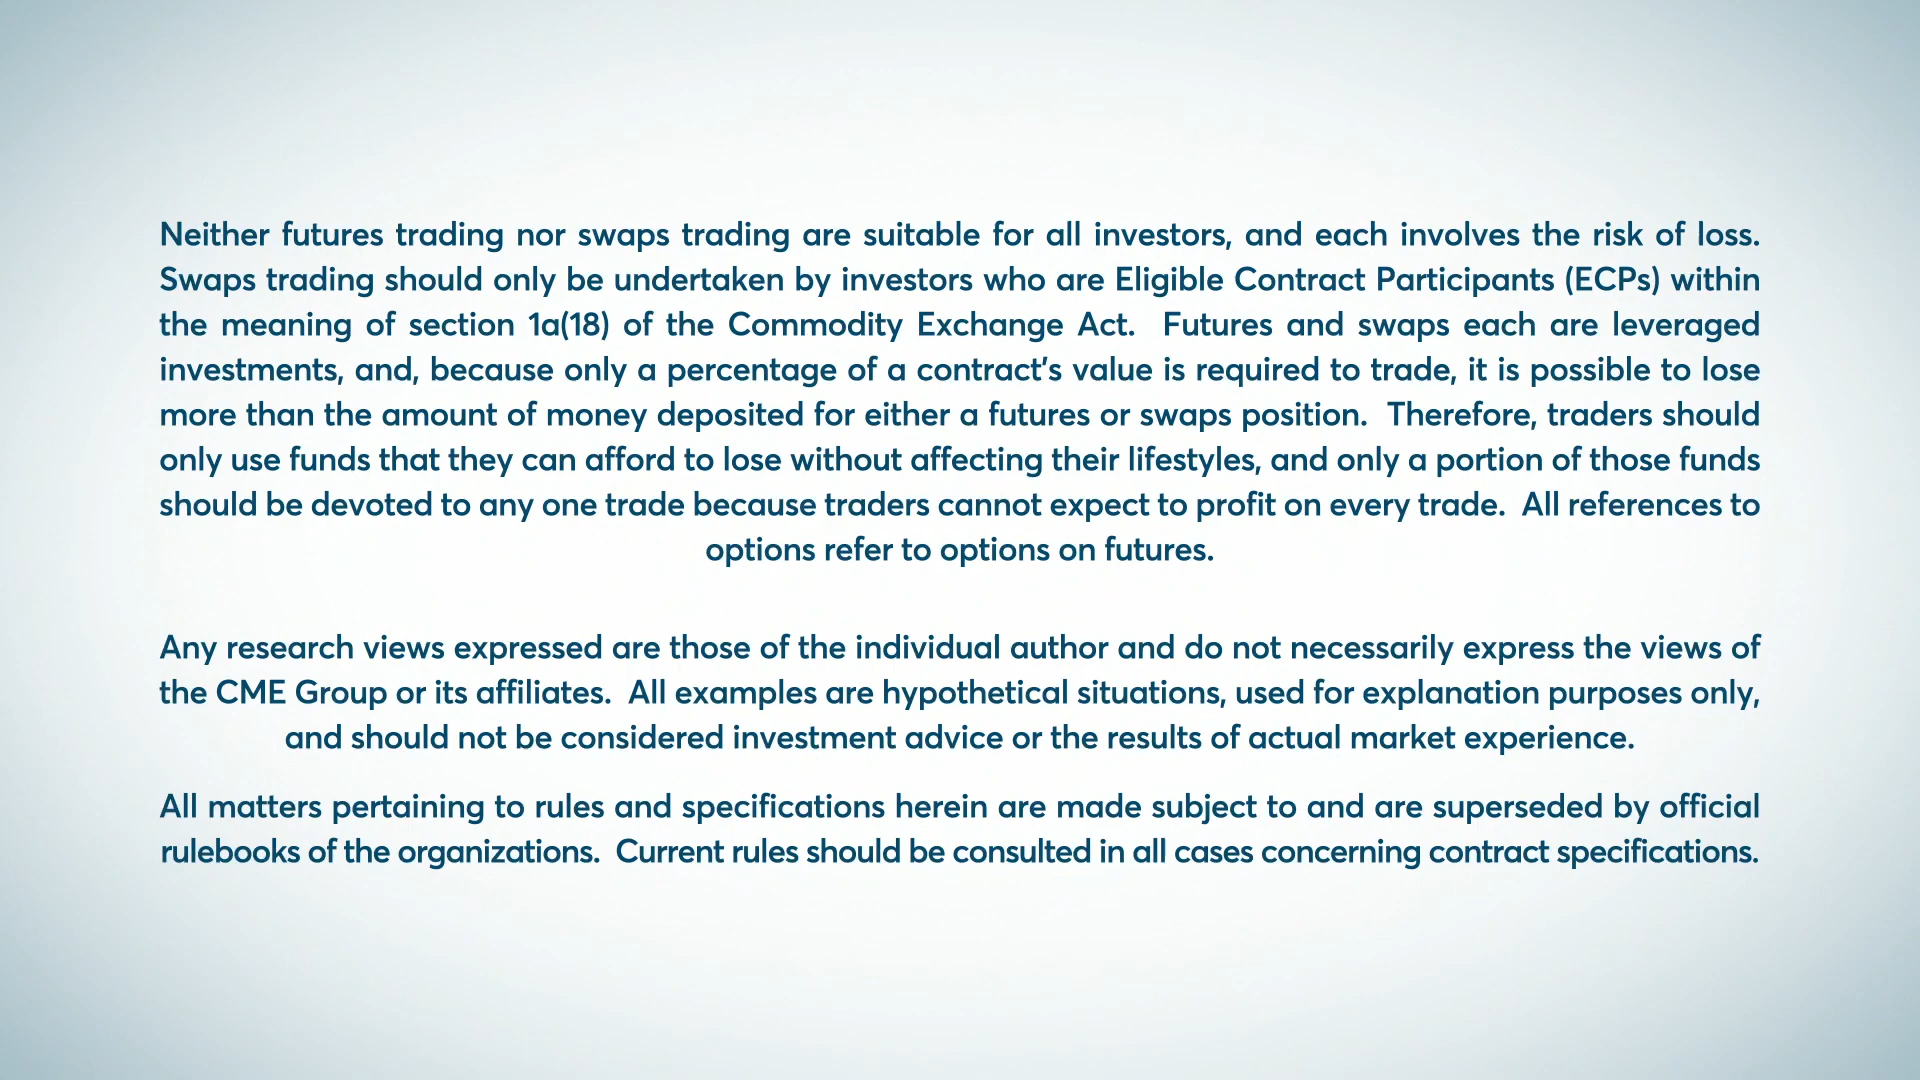 Neither futures trading nor swaps trading are suitable for all investors, and each involves the risk of loss.
Swaps trading should only be undertaken by investors who are Eligible Contract Participants (ECPs) within
the meaning of section 1a(18) of the Commodity Exchange Act.  Futures and swaps each are leveraged
investments, and, because only a percentage of a contract's value is required to trade, it is possible to lose
more than the amount of money deposited for either a futures or swaps position.  Therefore, traders should
only use funds that they can afford to lose without affecting their lifestyles, and only a portion of those funds
should be devoted to any one trade because traders cannot expect to profit on every trade.  All references to
options refer to options on futures.
Any research views expressed are those of the individual author and do not necessarily express the views of
the CME Group or its affiliates.  All examples are hypothetical situations, used for explanation purposes only,
and should not be considered investment advice or the results of actual market experience.
All matters pertaining to rules and specifications herein are made subject to and are superseded by official
rulebooks of the organizations.  Current rules should be consulted in all cases concerning contract specifications.